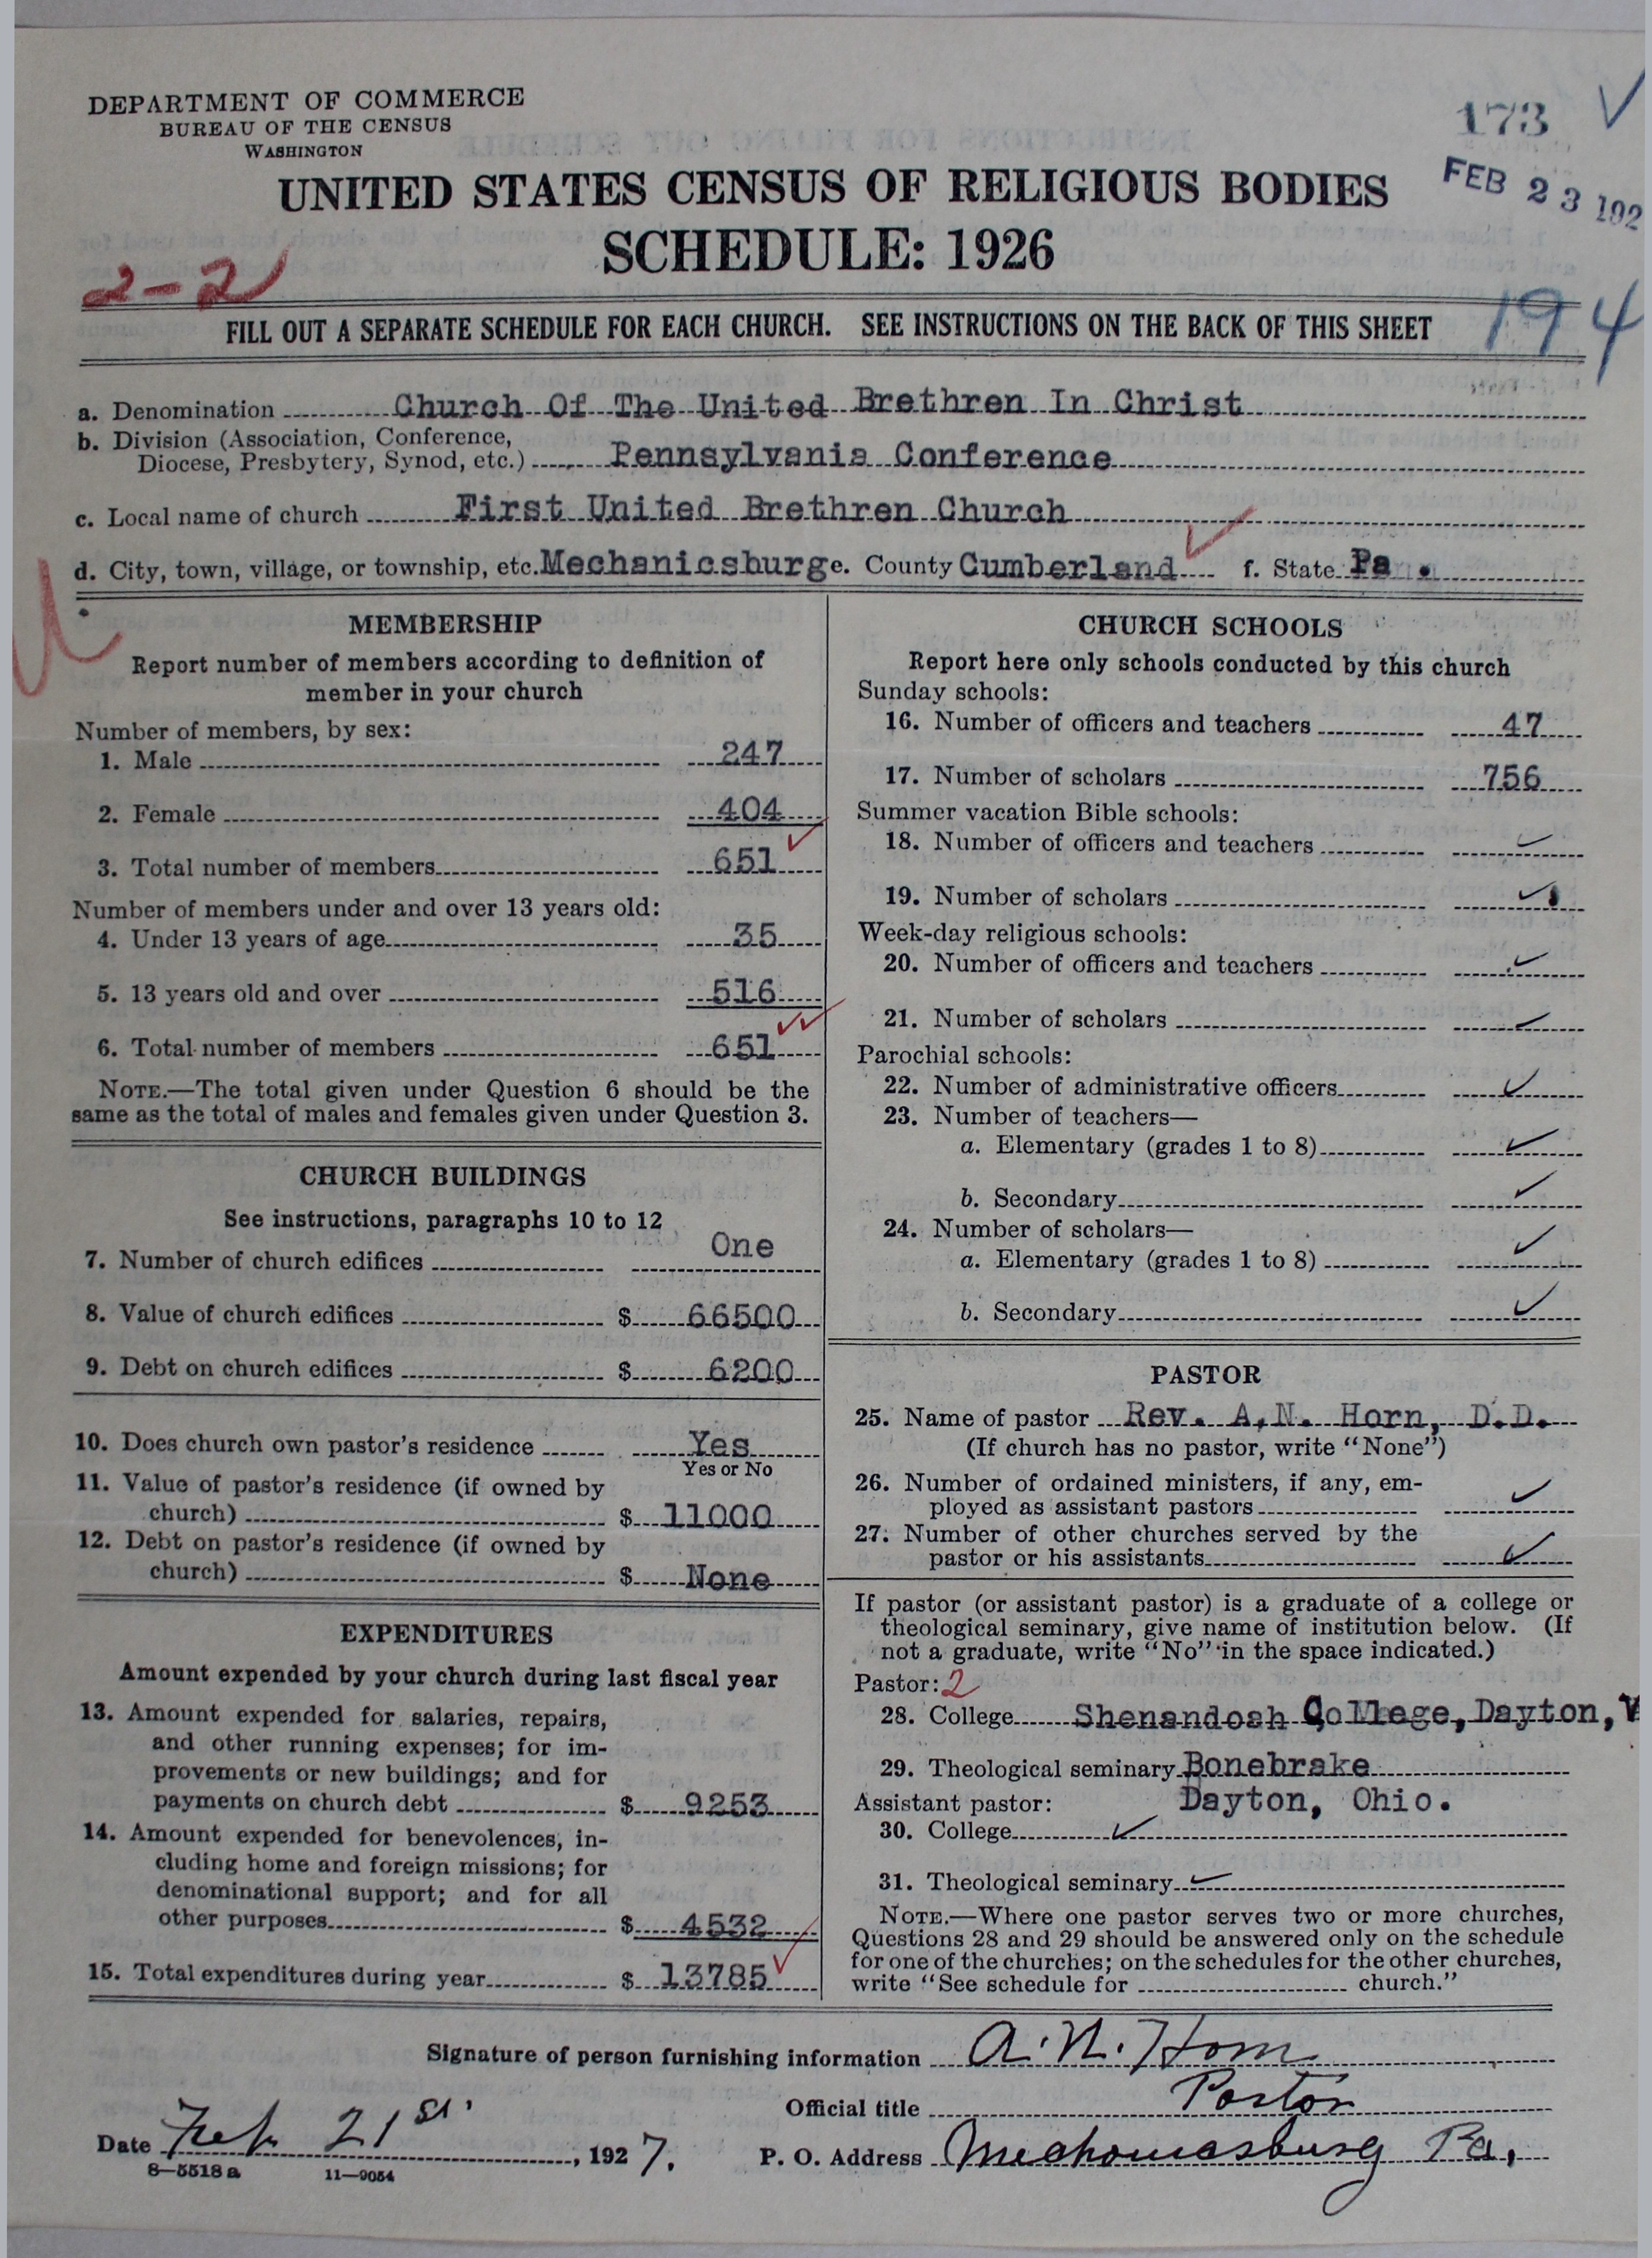 DEPARTMENT OF COMMERCE
BUREAU OF THE CENSUS
WASHINGTON
173
FEB 23 192
UNITED STATES CENSUS OF RELIGIOUS BODIES
SCHEDULE: 1926
2-2
194
FILL OUT A SEPARATE SCHEDULE FOR EACH CHURCH. SEE INSTRUCTIONS ON THE BACK OF THIS SHEET
a. Denomination Church Of The United Brethren In Christ
b. Division (Association, Conference,
Diocese, Presbytery, Synod, etc.) Pennsylvania Conference
c. Local name of church First United Brethren Church
d. City, town, village, or township, etc. Mechanicsburg e. County Cumberland f. State Pa.
MEMBERSHIP
Report number of members according to definition of
member in your church
Number of members, by sex:
1. Male 247
2. Female 404
3. Total number of members 651
Number of members under and over 13 years old:
4. Under 13 years of age 35
5. 13 years old and over 516
6. Total number of members 651
NOTE.—The total given under Question 6 should be the
same as the total of males and females given under Question 3.
CHURCH BUILDINGS
See instructions, paragraphs 10 to 12
7. Number of church edifices One
8. Value of church edifices $ 66500
9. Debt on church edifices $ 6200
10. Does church own pastor's residence Yes
Yes or No
11. Value of pastor's residence (if owned by
church) $ 11000
12. Debt on pastor's residence (if owned by
church) $ None
EXPENDITURES
Amount expended by your church during last fiscal year
13. Amount expended for salaries, repairs,
and other running expenses; for im-
provements or new buildings; and for
payments on church debt $ 9253
14. Amount expended for benevolences, in-
cluding home and foreign missions; for
denominational support; and for all
other purposes $ 4532
15. Total expenditures during year $ 13785
CHURCH SCHOOLS
Report here only schools conducted by this church
Sunday schools:
16. Number of officers and teachers 47
17. Number of scholars 756
Summer vacation Bible schools:
18. Number of officers and teachers
19. Number of scholars
Week-day religious schools:
20. Number of officers and teachers
21. Number of scholars
Parochial schools:
22. Number of administrative officers
23. Number of teachers—
a. Elementary (grades 1 to 8)
b. Secondary
24. Number of scholars—
a. Elementary (grades 1 to 8)
b. Secondary
PASTOR
25. Name of pastor Rev. A.N. Horn, D.D.
(If church has no pastor, write "None")
26. Number of ordained ministers, if any, em-
ployed as assistant pastors
27. Number of other churches served by the
pastor or his assistants
If pastor (or assistant pastor) is a graduate of a college or
theological seminary, give name of institution below. (If
not a graduate, write "No" in the space indicated.)
Pastor: 2
28. College Shenandoah College, Dayton, V
29. Theological seminary Bonebrake
Dayton, Ohio.
Assistant pastor:
30. College
31. Theological seminary
NOTE.—Where one pastor serves two or more churches,
Questions 28 and 29 should be answered only on the schedule
for one of the churches; on the schedules for the other churches,
write "See schedule for church."
Signature of person furnishing information A. N. Horn
Official title Pastor
Date Feb 21st. , 1927.
P. O. Address Mechanicsburg Pa.
8—5518 a 11—9054